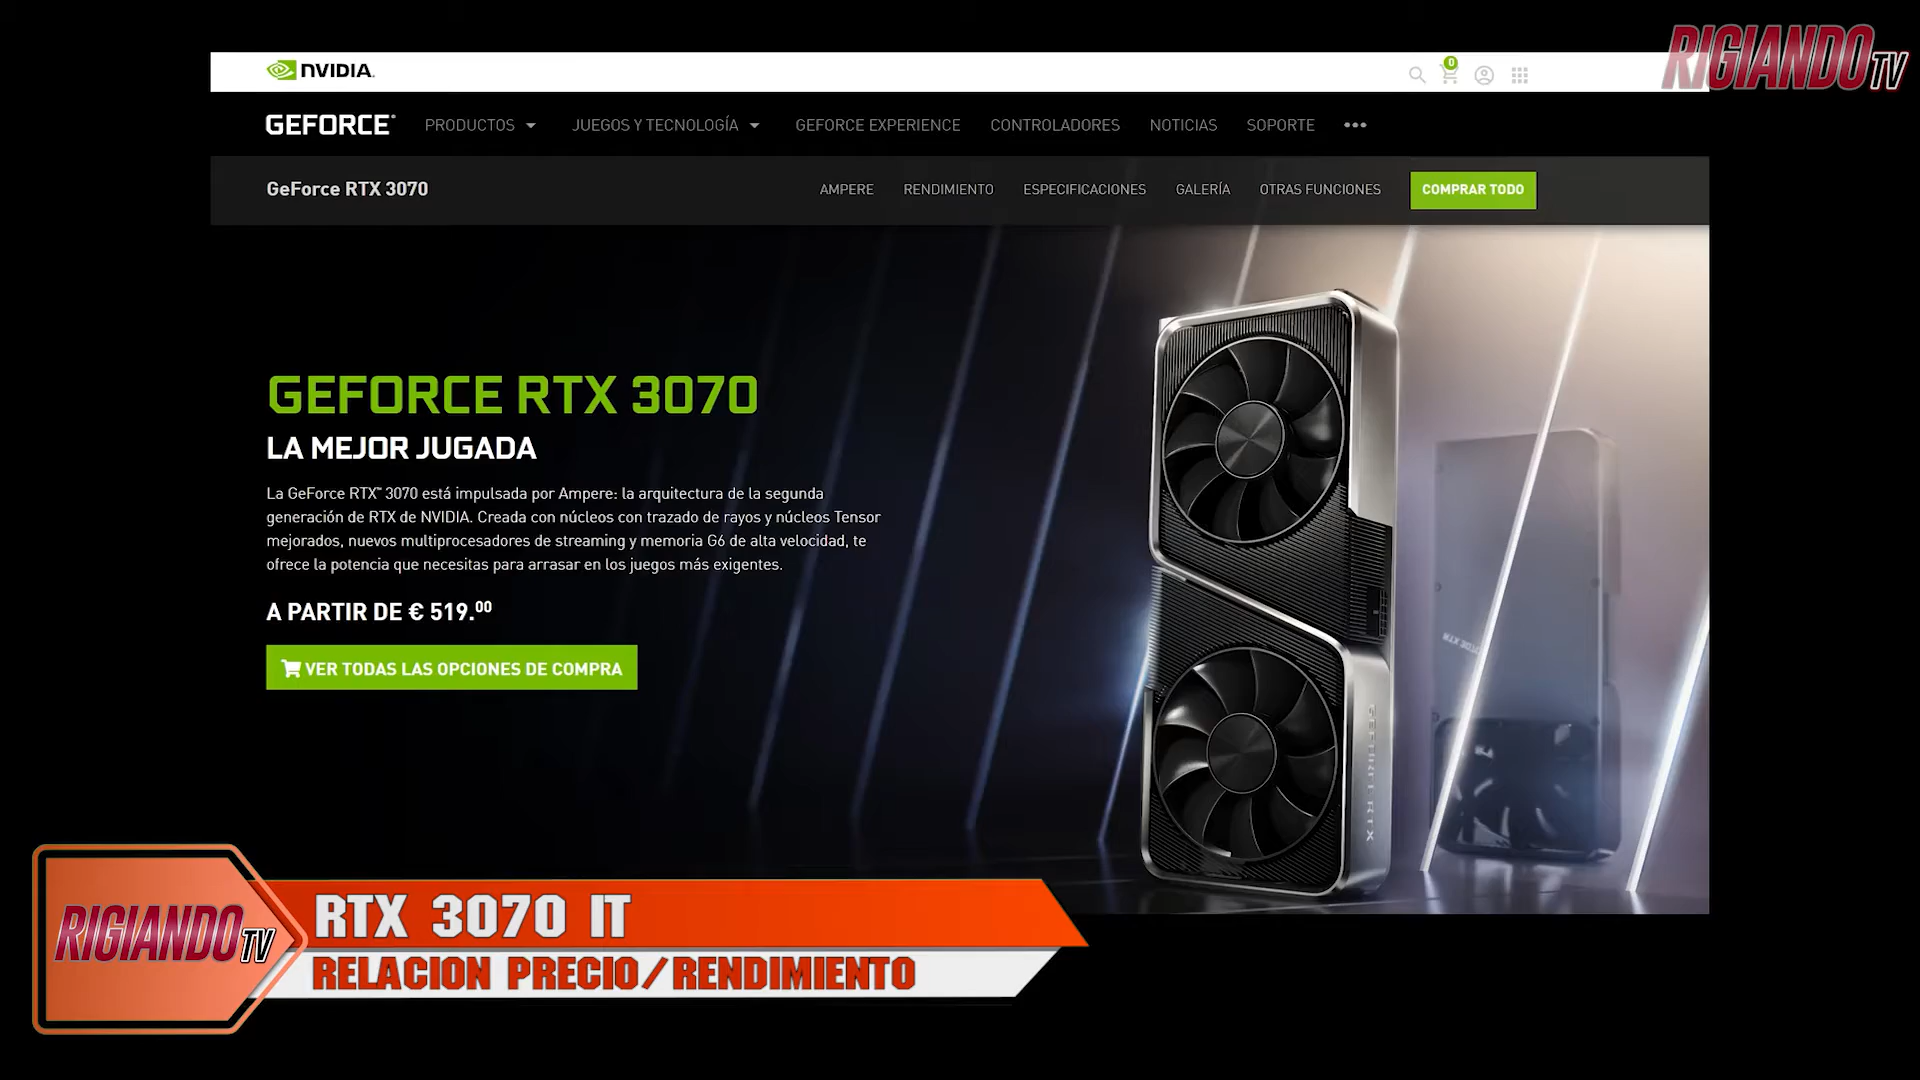 RIGIANDO TV
NVIDIA.
0
GEFORCE® PRODUCTOS JUEGOS Y TECNOLOGÍA GEFORCE EXPERIENCE CONTROLADORES NOTICIAS SOPORTE •••
GeForce RTX 3070 AMPERE RENDIMIENTO ESPECIFICACIONES GALERÍA OTRAS FUNCIONES COMPRAR TODO
GEFORCE RTX 3070
LA MEJOR JUGADA
La GeForce RTX™ 3070 está impulsada por Ampere: la arquitectura de la segunda
generación de RTX de NVIDIA. Creada con núcleos con trazado de rayos y núcleos Tensor
mejorados, nuevos multiprocesadores de streaming y memoria G6 de alta velocidad, te
ofrece la potencia que necesitas para arrasar en los juegos más exigentes.
A PARTIR DE € 519.00
VER TODAS LAS OPCIONES DE COMPRA
RTX 3070
GEFORCE RTX
RIGIANDO TV
RTX 3070 IT
RELACION PRECIO/RENDIMIENTO